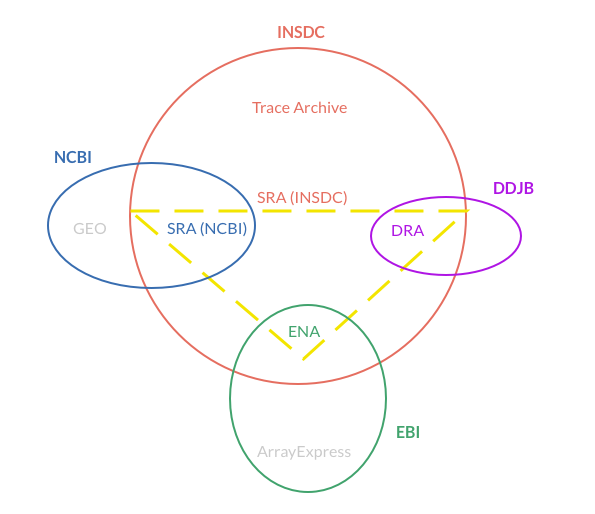 INSDC
Trace Archive
NCBI
DDJB
SRA (INSDC)
GEO
SRA (NCBI)
DRA
ENA
EBI
ArrayExpress